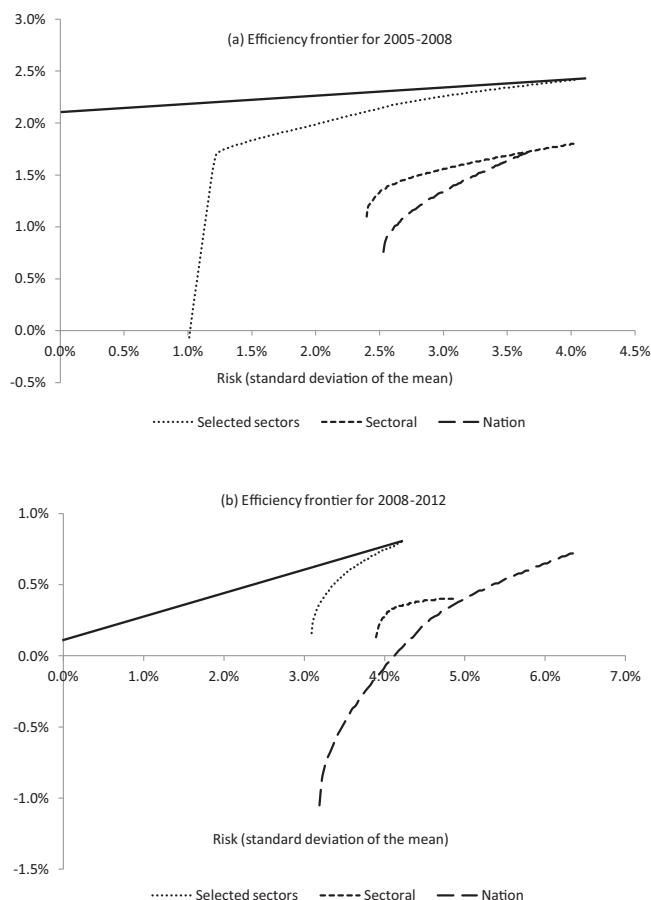 (a) Efficiency frontier for 2005-2008
3.0%
2.5%
2.0%
1.5%
1.0%
0.5%
0.0%
-0.5%
0.0% 0.5% 1.0% 1.5% 2.0% 2.5% 3.0% 3.5% 4.0% 4.5%
Risk (standard deviation of the mean)
Selected sectors Sectoral Nation
(b) Efficiency frontier for 2008-2012
1.0%
0.5%
0.0%
-0.5%
-1.0%
-1.5%
0.0% 1.0% 2.0% 3.0% 4.0% 5.0% 6.0% 7.0%
Risk (standard deviation of the mean)
Selected sectors Sectoral Nation